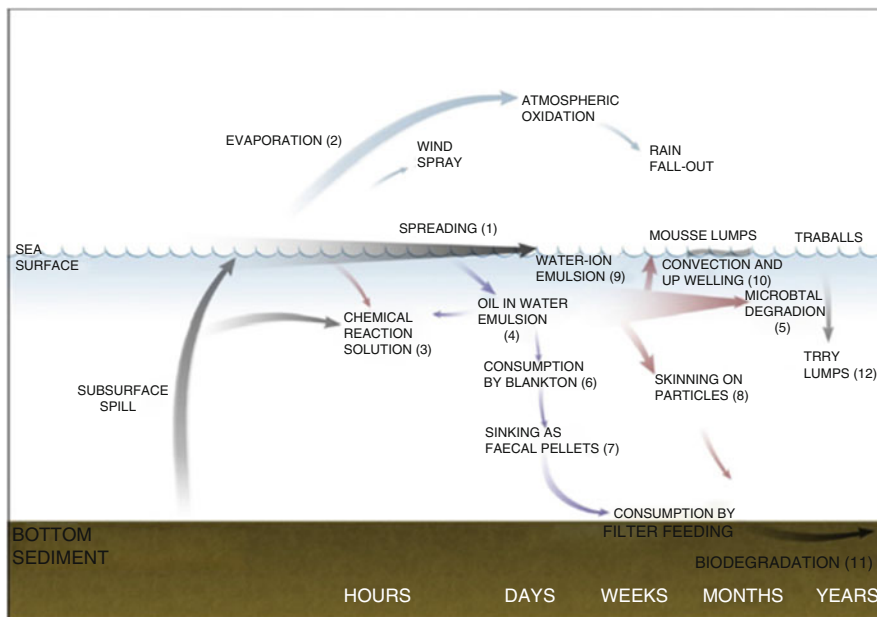 ATMOSPHERIC
OXIDATION
EVAPORATION (2)
WIND
SPRAY
RAIN
FALL-OUT
SPREADING (1)
MOUSSE LUMPS
TRABALLS
SEA
SURFACE
WATER-ION
EMULSION (9)
CONVECTION AND
UP WELLING (10)
MICROBTAL
DEGRADION
(5)
OIL IN WATER
EMULSION
(4)
CHEMICAL
REACTION
SOLUTION (3)
TRRY
LUMPS (12)
CONSUMPTION
BY BLANKTON (6)
SKINNING ON
PARTICLES (8)
SUBSURFACE
SPILL
SINKING AS
FAECAL PELLETS (7)
CONSUMPTION BY
FILTER FEEDING
BOTTOM
SEDIMENT
BIODEGRADATION (11)
HOURS DAYS WEEKS MONTHS YEARS